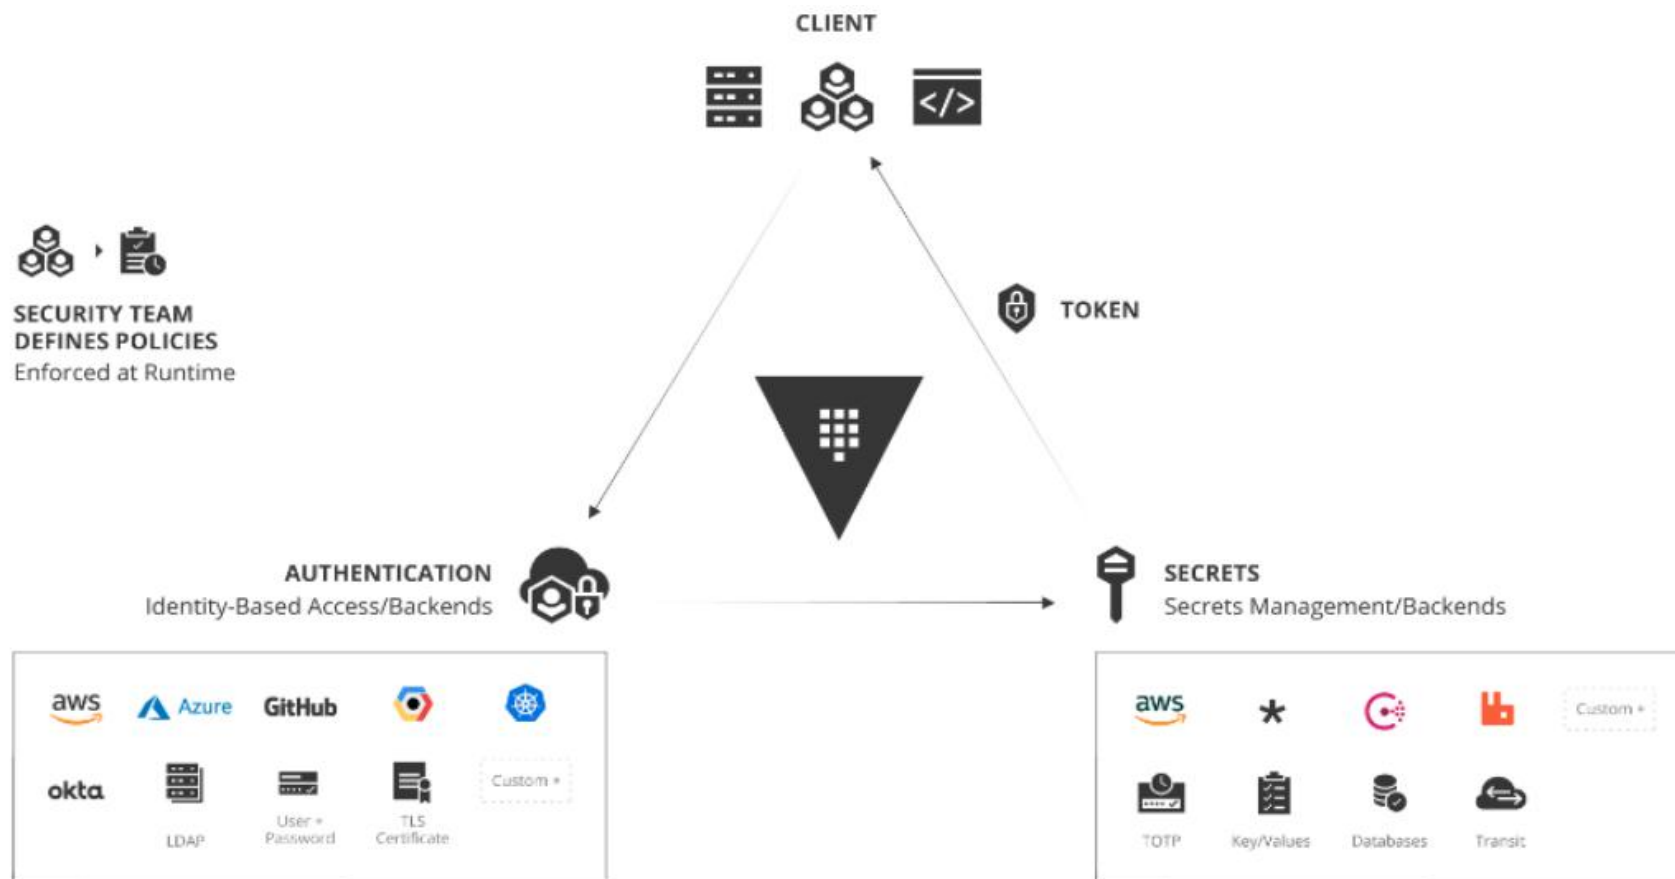 CLIENT
</>
SECURITY TEAM
DEFINES POLICIES
Enforced at Runtime
TOKEN
AUTHENTICATION
Identity-Based Access/Backends
SECRETS
Secrets Management/Backends
aws
Azure
GitHub
okta
LDAP
User +
Password
TLS
Certificate
Custom +
aws
Custom +
TOTP
Key/Values
Databases
Transit